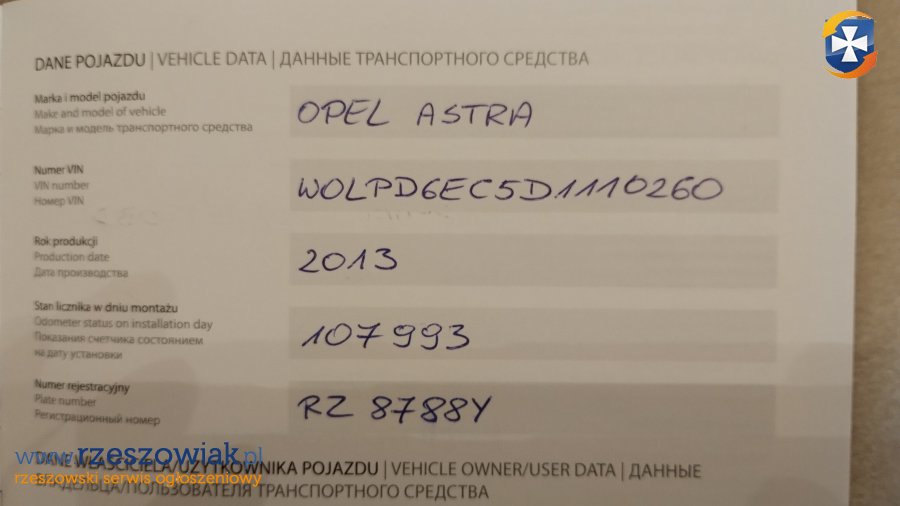 DANE POJAZDU | VEHICLE DATA | ДАННЫЕ ТРАНСПОРТНОГО СРЕДСТВА
Marka i model pojazdu
Make and model of vehicle
Марка и модель транспортного средства
OPEL ASTRA
Numer VIN
VIN number
Номер VIN
WOLPD6EC5D1110260
Rok produkcji
Production date
Дата производства
2013
Stan licznika w dniu montażu
Odometer status on installation day
Показания счетчика состоянием
на дату установки
107993
Numer rejestracyjny
Plate number
Регистрационный номер
RZ 8788Y
www.rzeszowiak.pl
DANE WŁAŚCICIELA/UŻYTKOWNIKA POJAZDU | VEHICLE OWNER/USER DATA | ДАННЫЕ
rzeszowski serwis ogłoszeniowy
ВЛАДЕЛЬЦА/ПОЛЬЗОВАТЕЛЯ ТРАНСПОРТНОГО СРЕДСТВА